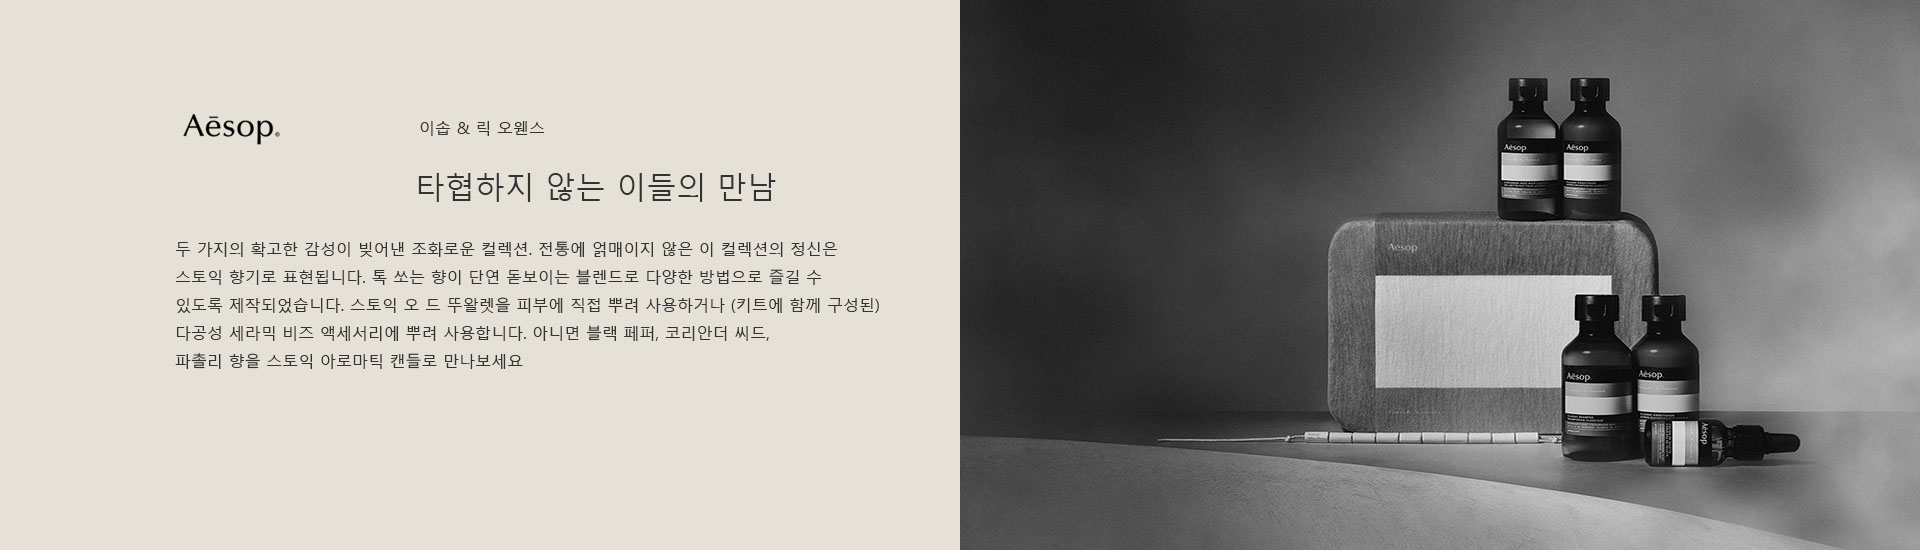 Aēsop.
이솝 & 릭 오웬스
타협하지 않는 이들의 만남
두 가지의 확고한 감성이 빚어낸 조화로운 컬렉션. 전통에 얽매이지 않은 이 컬렉션의 정신은
스토익 향기로 표현됩니다. 톡 쏘는 향이 단연 돋보이는 블렌드로 다양한 방법으로 즐길 수
있도록 제작되었습니다. 스토익 오 드 뚜왈렛을 피부에 직접 뿌려 사용하거나 (키트에 함께 구성된)
다공성 세라믹 비즈 액세서리에 뿌려 사용합니다. 아니면 블랙 페퍼, 코리안더 씨드,
파촐리 향을 스토익 아로마틱 캔들로 만나보세요
Aēsop
Aēsop
Aēsop
Aēsop
Aēsop
Aēsop